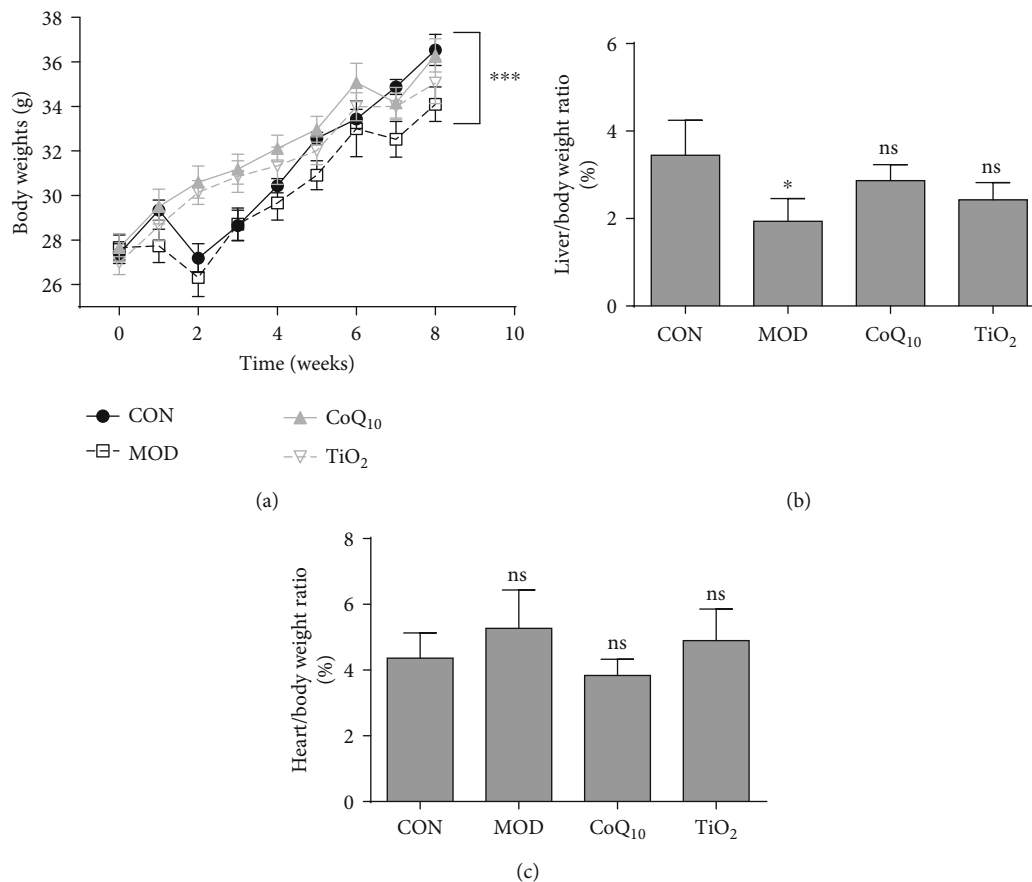 38
36
34
32
30
28
26
Body weights (g)
***
0
2
4
6
8
10
Time (weeks)
CON
MOD
CoQ₁₀
TiO₂
(a)
6
4
2
0
Liver/body weight ratio
(%)
*
ns
ns
CON
MOD
CoQ₁₀
TiO₂
(b)
8
6
4
2
0
Heart/body weight ratio
(%)
ns
ns
ns
CON
MOD
CoQ₁₀
TiO₂
(c)